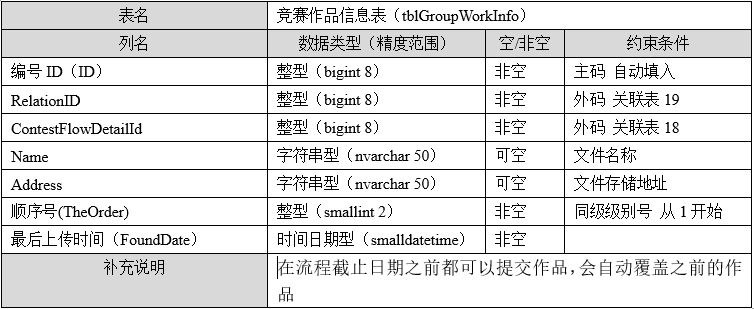 表名 竞赛作品信息表（tblGroupWorkInfo）
列名 数据类型（精度范围） 空/非空 约束条件
编号 ID（ID） 整型（bigint 8） 非空 主码 自动填入
RelationID 整型（bigint 8） 非空 外码 关联表 19
ContestFlowDetailId 整型（bigint 8） 非空 外码 关联表 18
Name 字符串型（nvarchar 50） 可空 文件名称
Address 字符串型（nvarchar 50） 可空 文件存储地址
顺序号(TheOrder) 整型（smallint 2） 非空 同级级别号 从 1 开始
最后上传时间（FoundDate） 时间日期型（smalldatetime） 非空
补充说明 在流程截止日期之前都可以提交作品，会自动覆盖之前的作
品